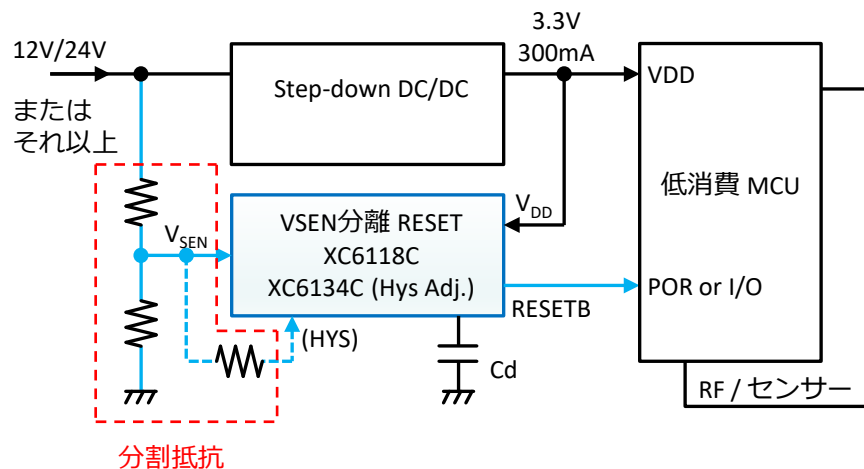 12V/24V
または
それ以上
Step-down DC/DC
3.3V
300mA
VDD
低消費 MCU
VSEN
VDD
VSEN分離 RESET
XC6118C
XC6134C (Hys Adj.)
RESETB
POR or I/O
(HYS)
Cd
RF / センサー
分割抵抗